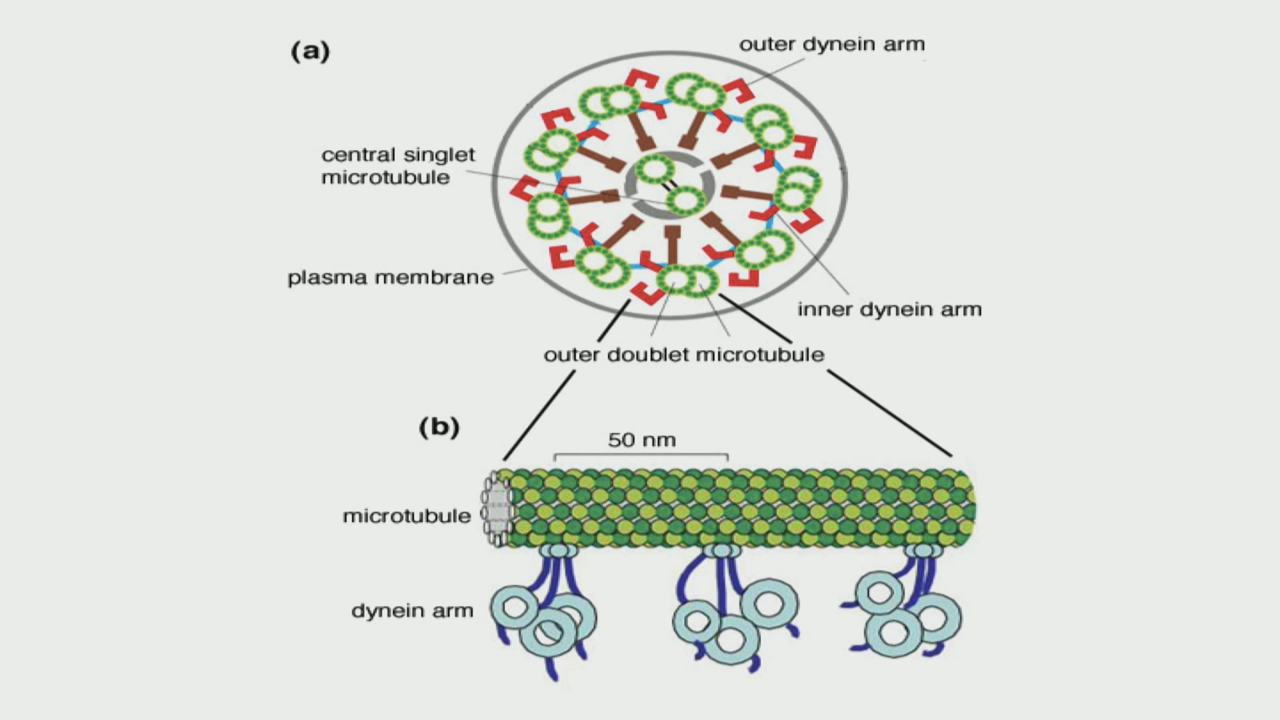 (a)
outer dynein arm
central singlet
microtubule
plasma membrane
inner dynein arm
outer doublet microtubule
(b)
50 nm
microtubule
dynein arm